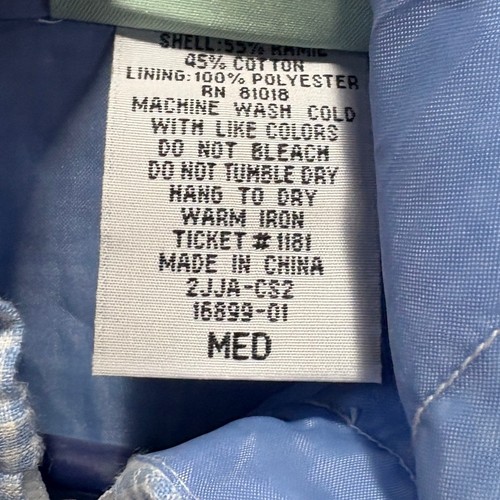 SHELL: 55% RAMIE
45% COTTON
LINING: 100% POLYESTER
RN 81018
MACHINE WASH COLD
WITH LIKE COLORS
DO NOT BLEACH
DO NOT TUMBLE DRY
HANG TO DRY
WARM IRON
TICKET # 1181
MADE IN CHINA
2JJA-CS2
16899-01
MED